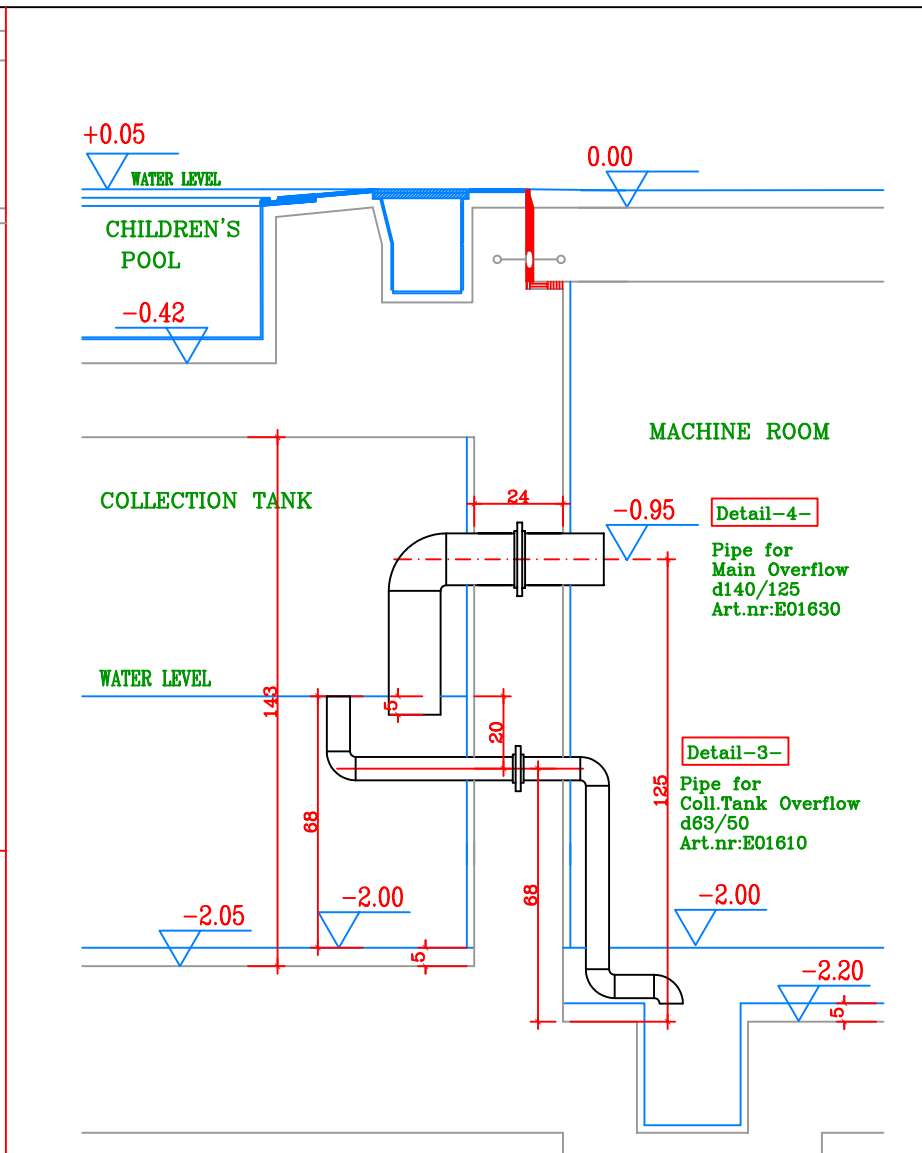 +0.05
WATER LEVEL
0.00
CHILDREN'S
POOL
-0.42
MACHINE ROOM
COLLECTION TANK
24
-0.95
Detail-4-
Pipe for
Main Overflow
d140/125
Art.nr:E01630
WATER LEVEL
143
5
20
Detail-3-
Pipe for
Coll.Tank Overflow
d63/50
Art.nr:E01610
125
68
68
-2.05
-2.00
-2.00
5
-2.20
5